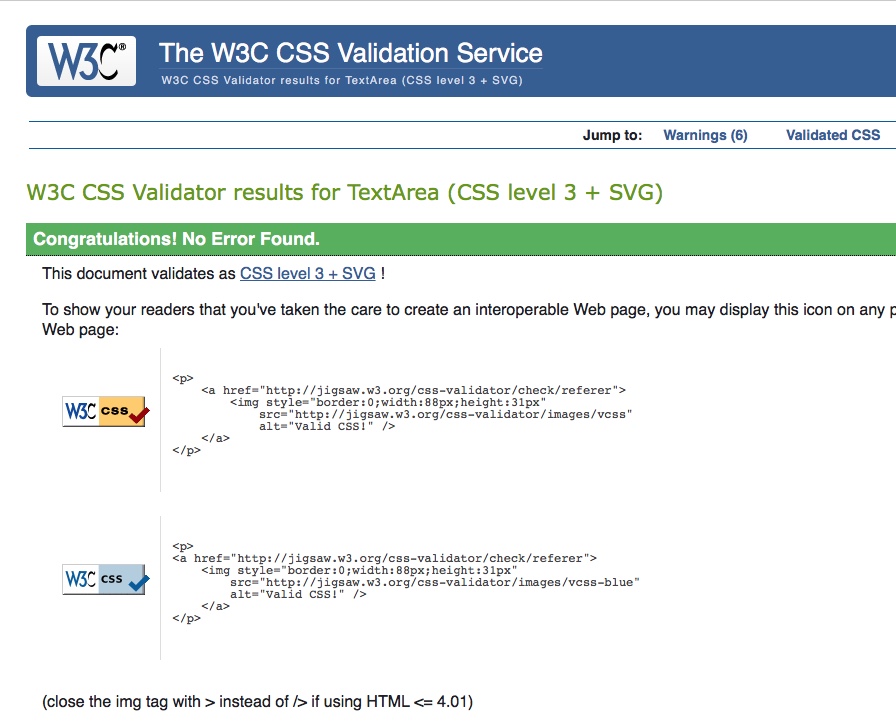 W3C®
The W3C CSS Validation Service
W3C CSS Validator results for TextArea (CSS level 3 + SVG)
Jump to: Warnings (6) Validated CSS
W3C CSS Validator results for TextArea (CSS level 3 + SVG)
Congratulations! No Error Found.
This document validates as CSS level 3 + SVG !
To show your readers that you've taken the care to create an interoperable Web page, you may display this icon on any p
Web page:
W3C css
<p>
    <a href="http://jigsaw.w3.org/css-validator/check/referer">
        <img style="border:0;width:88px;height:31px"
            src="http://jigsaw.w3.org/css-validator/images/vcss"
            alt="Valid CSS!" />
    </a>
</p>
W3C css
<p>
<a href="http://jigsaw.w3.org/css-validator/check/referer">
    <img style="border:0;width:88px;height:31px"
        src="http://jigsaw.w3.org/css-validator/images/vcss-blue"
        alt="Valid CSS!" />
    </a>
</p>
(close the img tag with > instead of /> if using HTML <= 4.01)